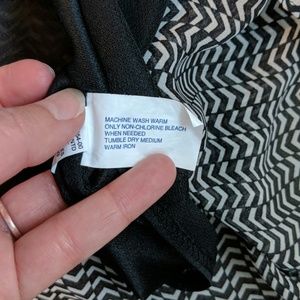 MACHINE WASH WARM
ONLY NON-CHLORINE BLEACH
WHEN NEEDED
TUMBLE DRY MEDIUM
WARM IRON